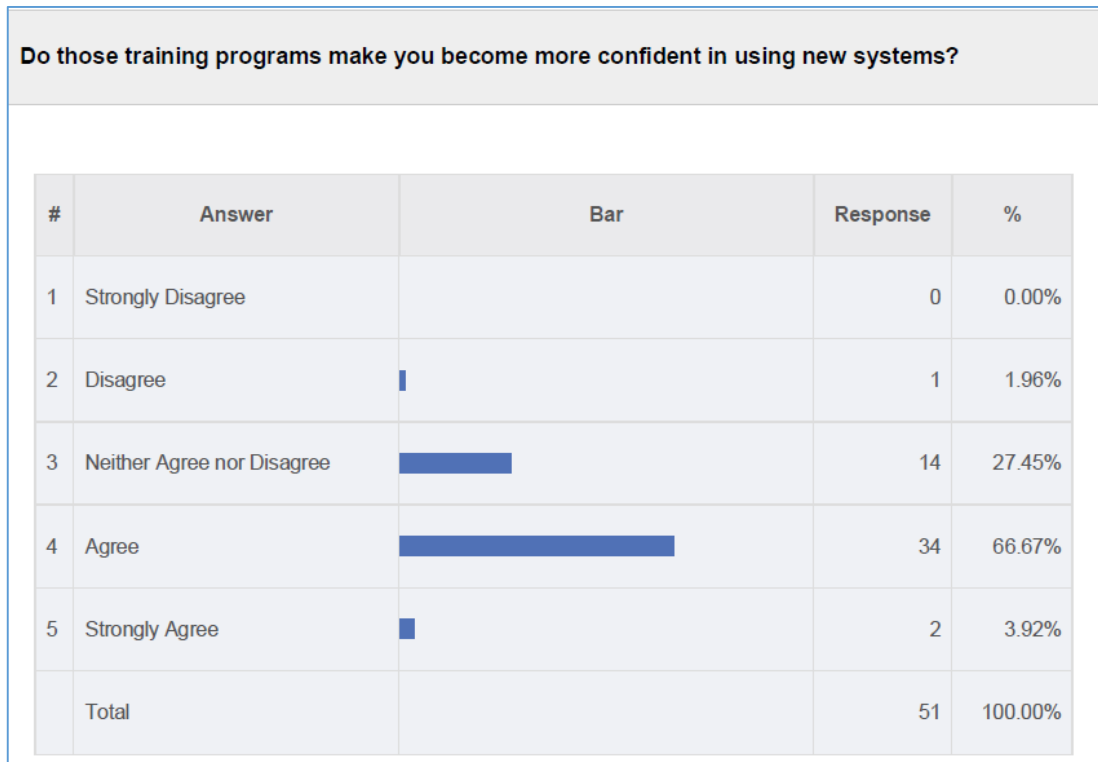 Do those training programs make you become more confident in using new systems?
# Answer Bar Response %
1 Strongly Disagree 0 0.00%
2 Disagree 1 1.96%
3 Neither Agree nor Disagree 14 27.45%
4 Agree 34 66.67%
5 Strongly Agree 2 3.92%
Total 51 100.00%